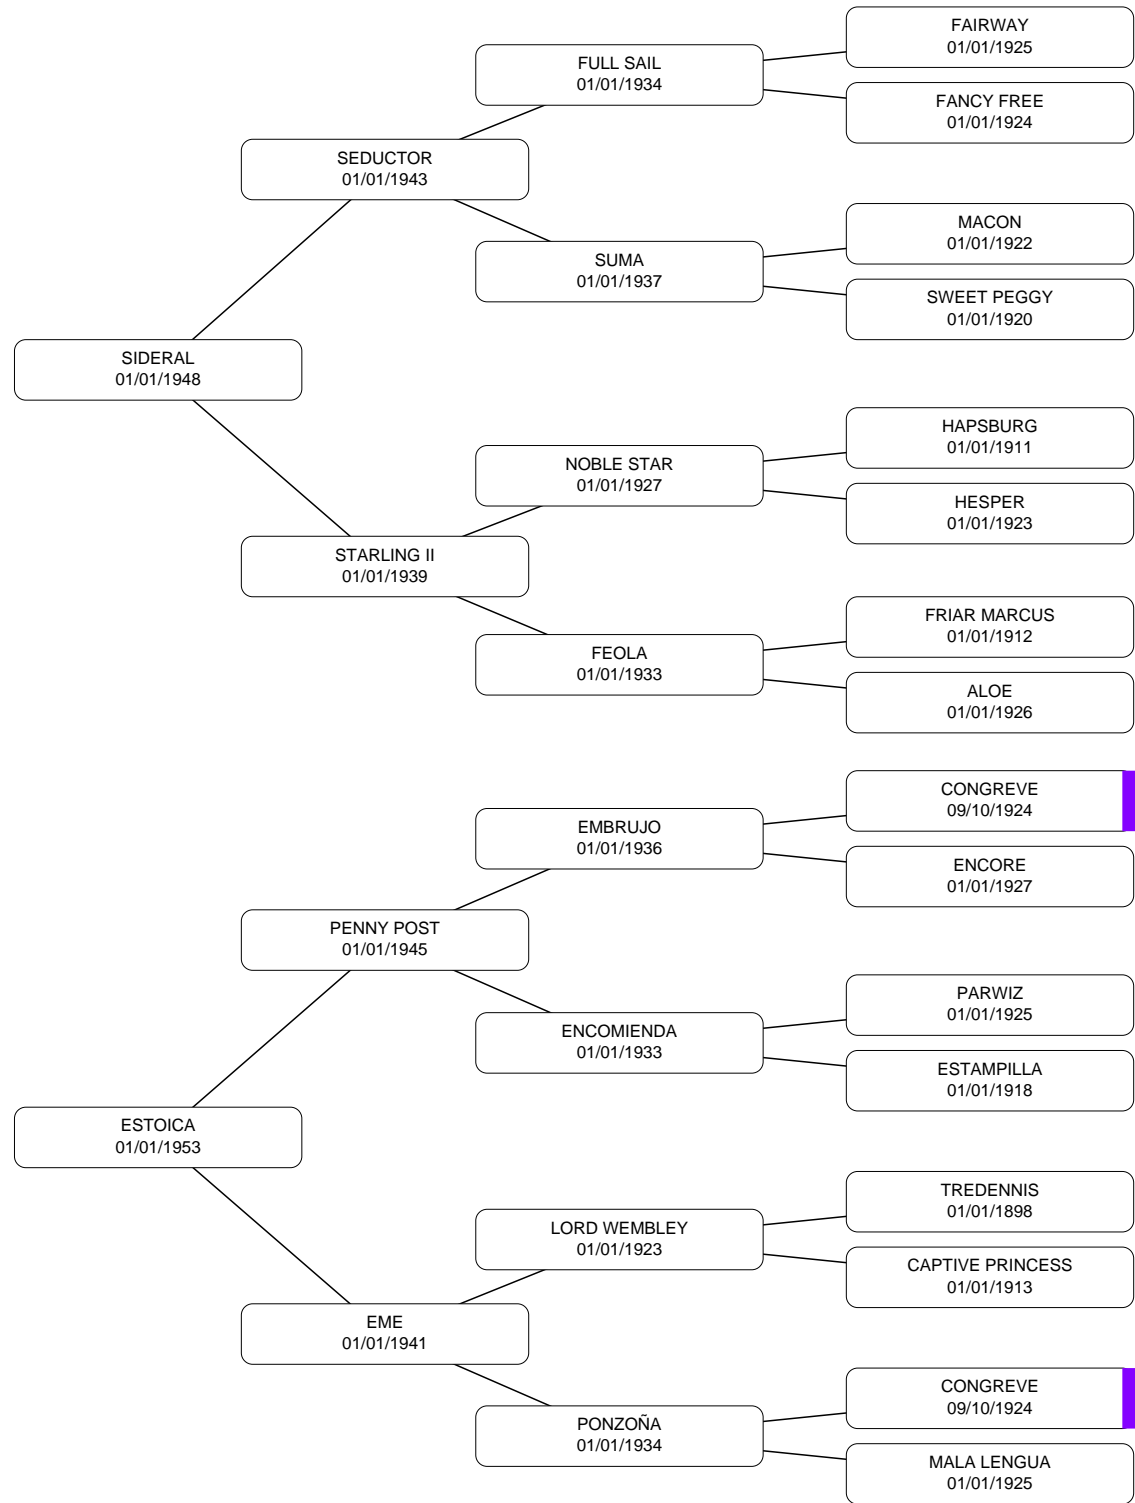 FAIRWAY
01/01/1925
FULL SAIL
01/01/1934
FANCY FREE
01/01/1924
SEDUCTOR
01/01/1943
MACON
01/01/1922
SUMA
01/01/1937
SWEET PEGGY
01/01/1920
SIDERAL
01/01/1948
HAPSBURG
01/01/1911
NOBLE STAR
01/01/1927
HESPER
01/01/1923
STARLING II
01/01/1939
FRIAR MARCUS
01/01/1912
FEOLA
01/01/1933
ALOE
01/01/1926
CONGREVE
09/10/1924
EMBRUJO
01/01/1936
ENCORE
01/01/1927
PENNY POST
01/01/1945
PARWIZ
01/01/1925
ENCOMIENDA
01/01/1933
ESTAMPILLA
01/01/1918
ESTOICA
01/01/1953
TREDENNIS
01/01/1898
LORD WEMBLEY
01/01/1923
CAPTIVE PRINCESS
01/01/1913
EME
01/01/1941
CONGREVE
09/10/1924
PONZOÑA
01/01/1934
MALA LENGUA
01/01/1925